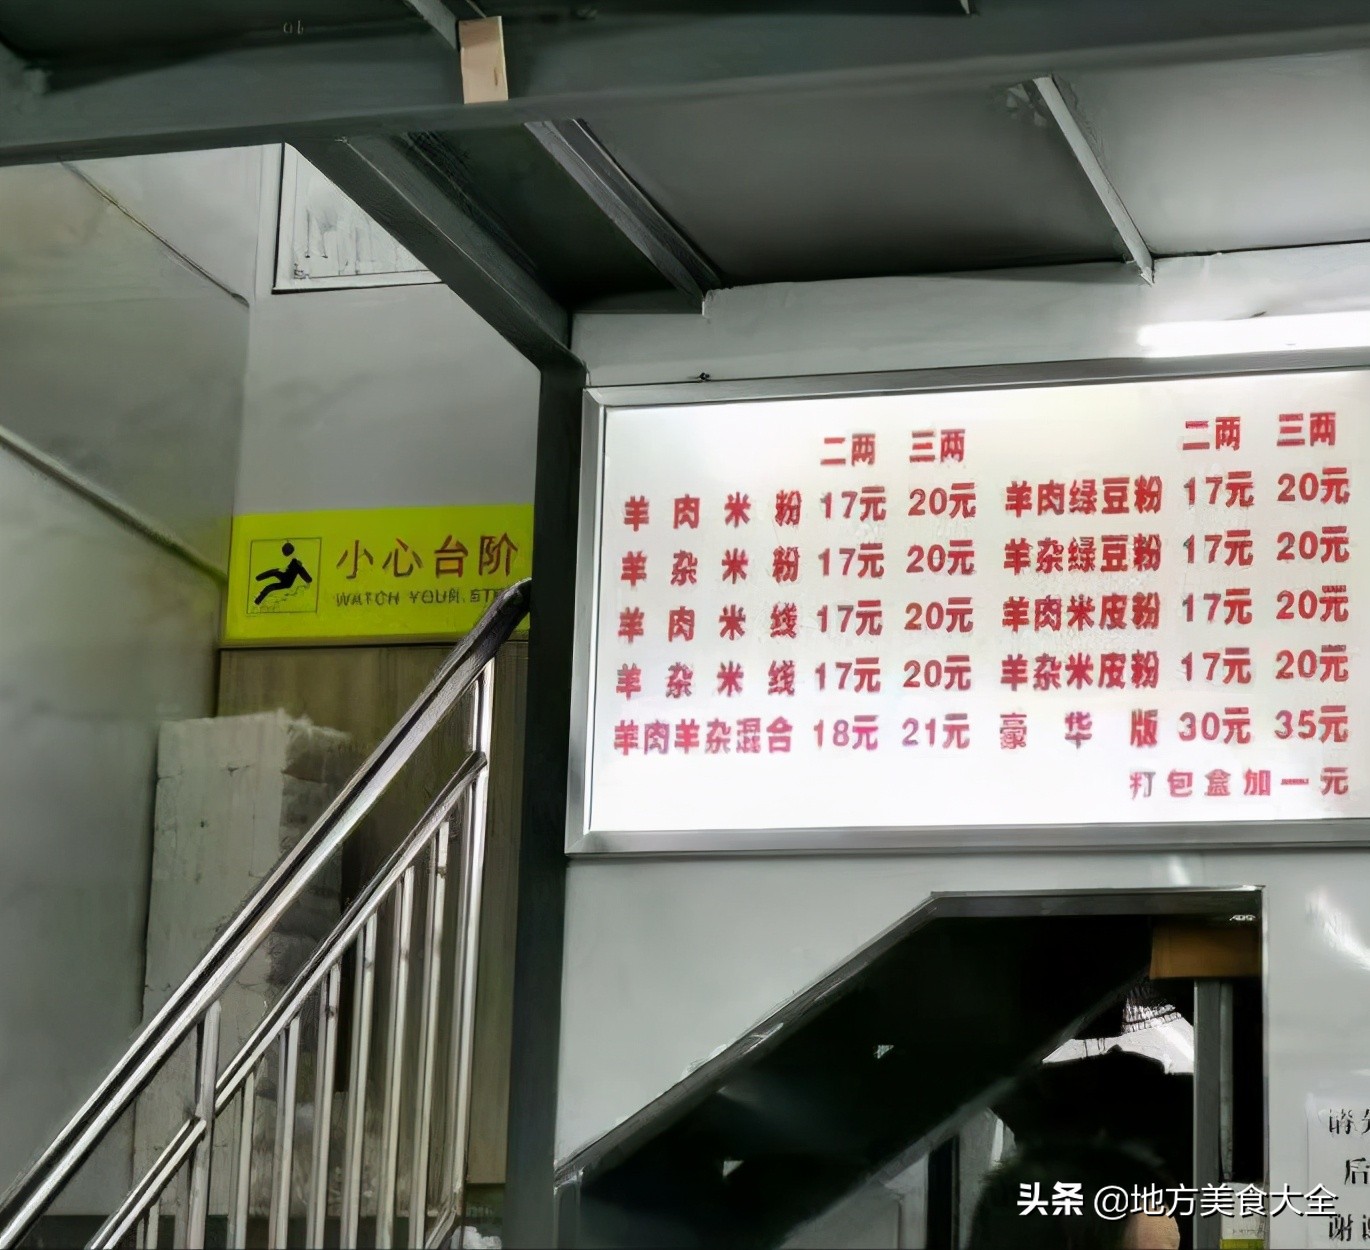 小心台阶
WATCH YOUR STE
二两 三两 二两 三两
羊肉米粉 17元 20元 羊肉绿豆粉 17元 20元
羊杂米粉 17元 20元 羊杂绿豆粉 17元 20元
羊肉米线 17元 20元 羊肉米皮粉 17元 20元
羊杂米线 17元 20元 羊杂米皮粉 17元 20元
羊肉羊杂混合 18元 21元 豪华版 30元 35元
打包盒加一元
后
谢
头条 @地方美食大全